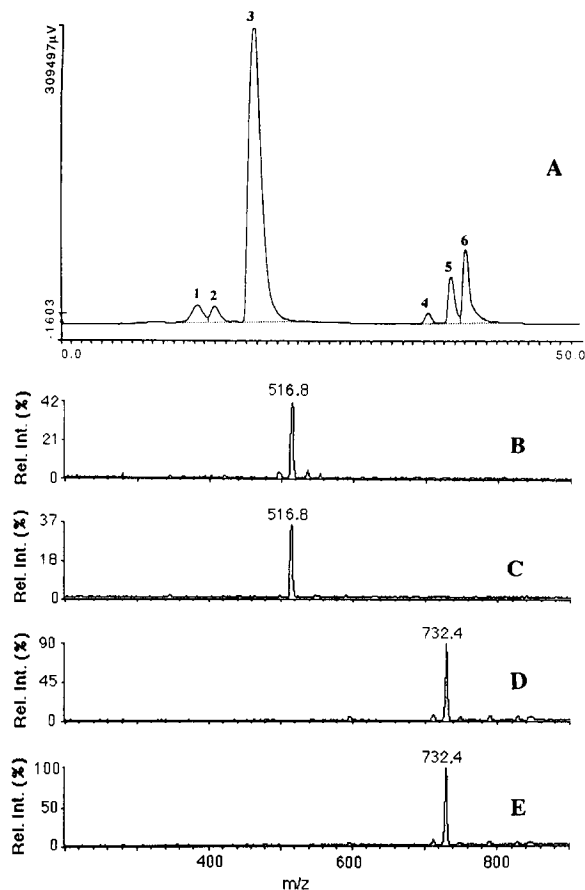 3
309497µV
A
6
5
1
2
4
-1603
0.0
50.0
516.8
42
21
0
Rel. Int. (%)
B
516.8
37
18
0
Rel. Int. (%)
C
732.4
90
45
0
Rel. Int. (%)
D
732.4
100
50
0
Rel. Int. (%)
E
400
600
800
m/z